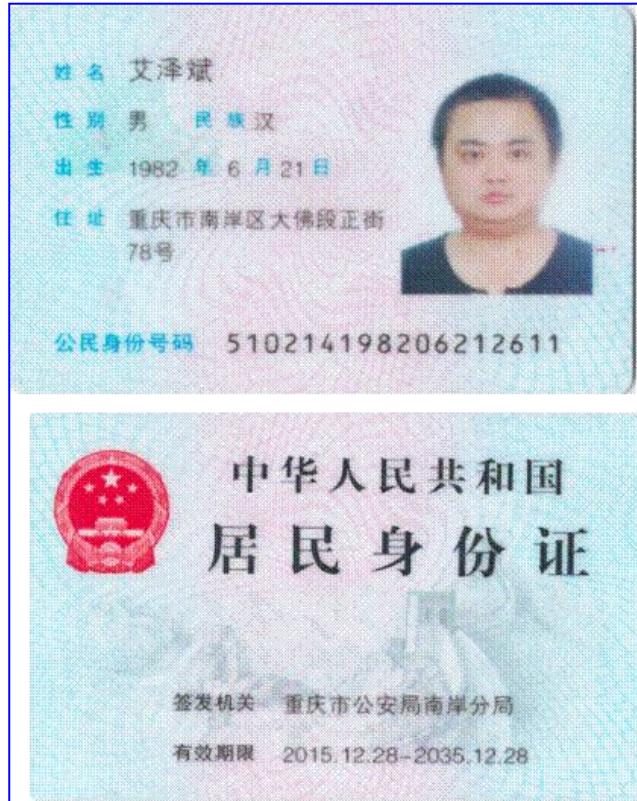 姓名 艾泽斌
性别 男 民族 汉
出生 1982 年 6 月 21 日
住址 重庆市南岸区大佛段正街
78号
公民身份号码 510214198206212611
中华人民共和国
居民身份证
签发机关 重庆市公安局南岸分局
有效期限 2015.12.28-2035.12.28